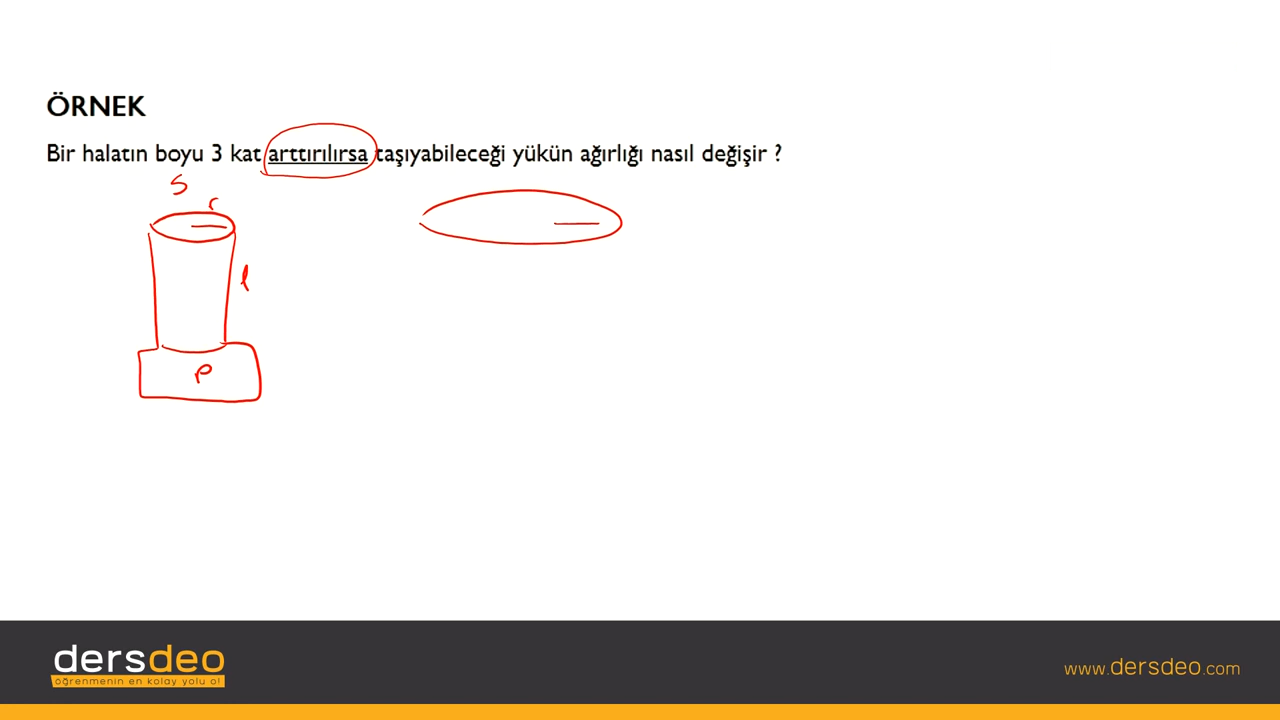 ÖRNEK
Bir halatın boyu 3 kat arttırılırsa taşıyabileceği yükün ağırlığı nasıl değişir ?
S
r
l
P
dersdeo
öğrenmenin en kolay yolu o!
www.dersdeo.com